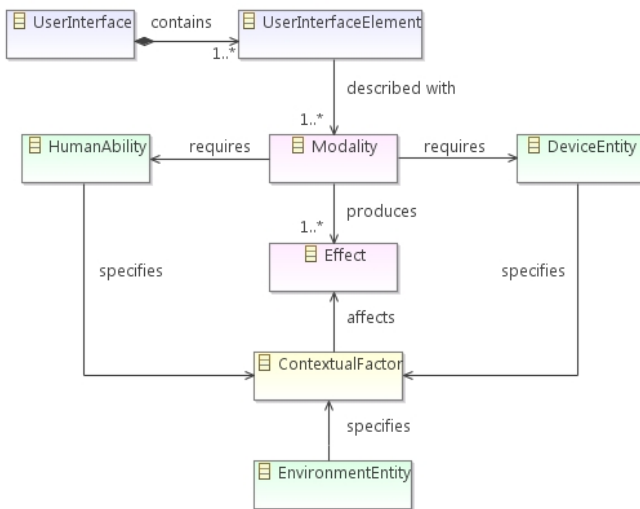 UserInterface
contains
1..*
UserInterfaceElement
described with
1..*
HumanAbility
requires
Modality
requires
DeviceEntity
produces
1..*
Effect
specifies
specifies
affects
ContextualFactor
specifies
EnvironmentEntity